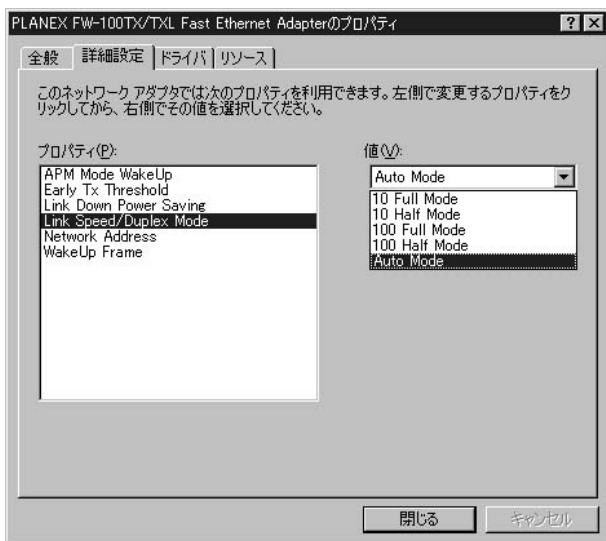 PLANEX FW-100TX/TXL Fast Ethernet Adapterのプロパティ
全般 詳細設定 ドライバ リソース
このネットワーク アダプタでは次のプロパティを利用できます。左側で変更するプロパティをク
リックしてから、右側でその値を選択してください。
プロパティ(P):
APM Mode WakeUp
Early Tx Threshold
Link Down Power Saving
Link Speed/Duplex Mode
Network Address
WakeUp Frame
値(V):
Auto Mode
10 Full Mode
10 Half Mode
100 Full Mode
100 Half Mode
Auto Mode
閉じる キャンセル